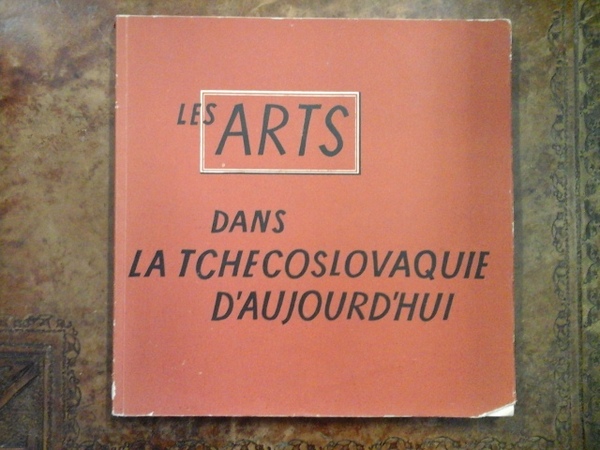 LES ARTS
DANS
LA TCHECOSLOVAQUIE
D'AUJOURD'HUI